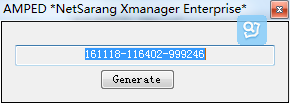 AMPED *NetSarang Xmanager Enterprise*
161118-116402-999246
Generate